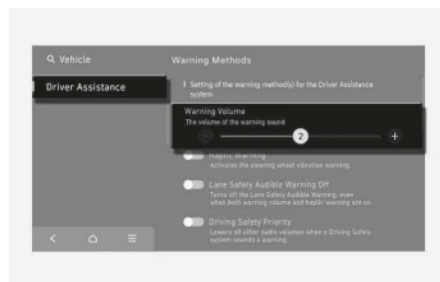 Vehicle
Driver Assistance
Warning Methods
Setting of the warning method(s) for the Driver Assistance
system
Warning Volume
The volume of the warning sound
2
Haptic Warning
Activates the steering wheel vibration warning.
Lane Safety Audible Warning Off
Turns off the Lane Safety Audible Warning, even
when both warning volume and haptic warning are on.
Driving Safety Priority
Lowers all other audio volumes when a Driving Safety
system sounds a warning.